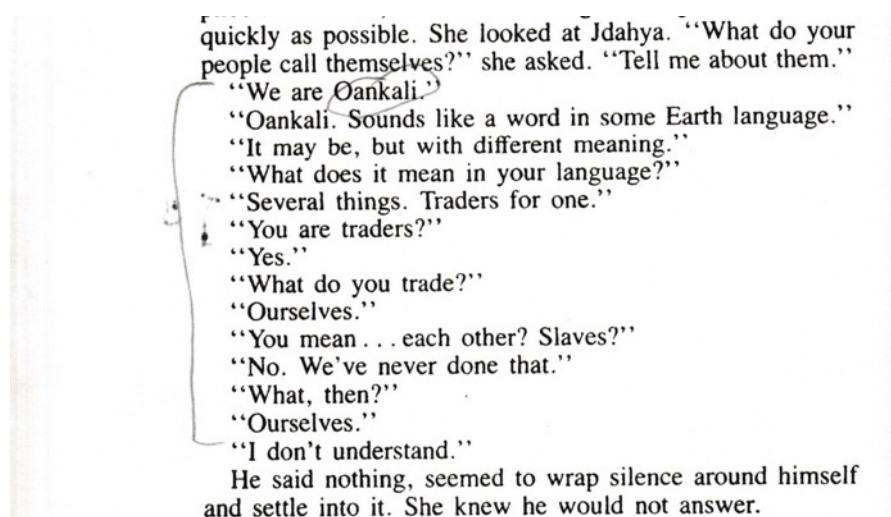 quickly as possible. She looked at Jdahya. ‘‘What do your
people call themselves?’’ she asked. ‘‘Tell me about them.’’
‘‘We are Oankali.’’
‘‘Oankali. Sounds like a word in some Earth language.’’
‘‘It may be, but with different meaning.’’
‘‘What does it mean in your language?’’
‘‘Several things. Traders for one.’’
‘‘You are traders?’’
‘‘Yes.’’
‘‘What do you trade?’’
‘‘Ourselves.’’
‘‘You mean . . . each other? Slaves?’’
‘‘No. We’ve never done that.’’
‘‘What, then?’’
‘‘Ourselves.’’
‘‘I don’t understand.’’
He said nothing, seemed to wrap silence around himself
and settle into it. She knew he would not answer.